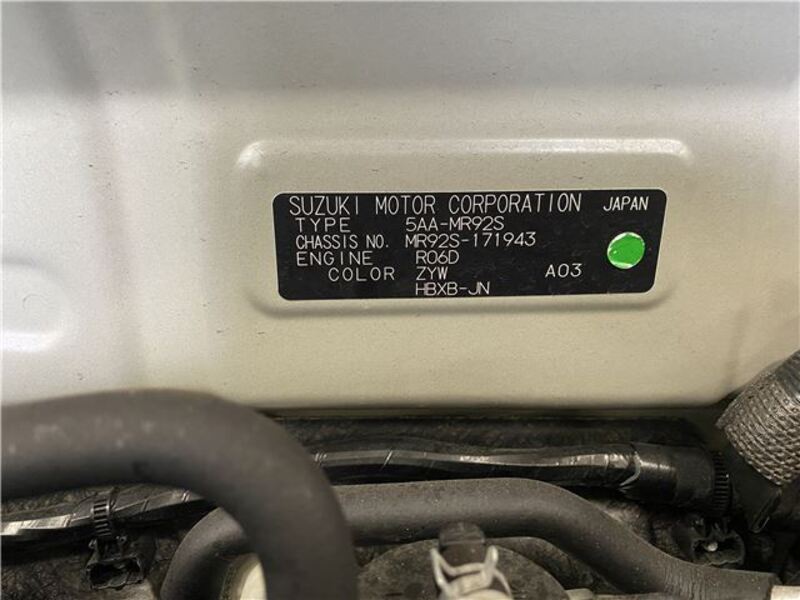 SUZUKI MOTOR CORPORATION JAPAN
TYPE 5AA-MR92S
CHASSIS NO. MR92S-171943
ENGINE R06D
COLOR ZYW A03
HBXB-JN